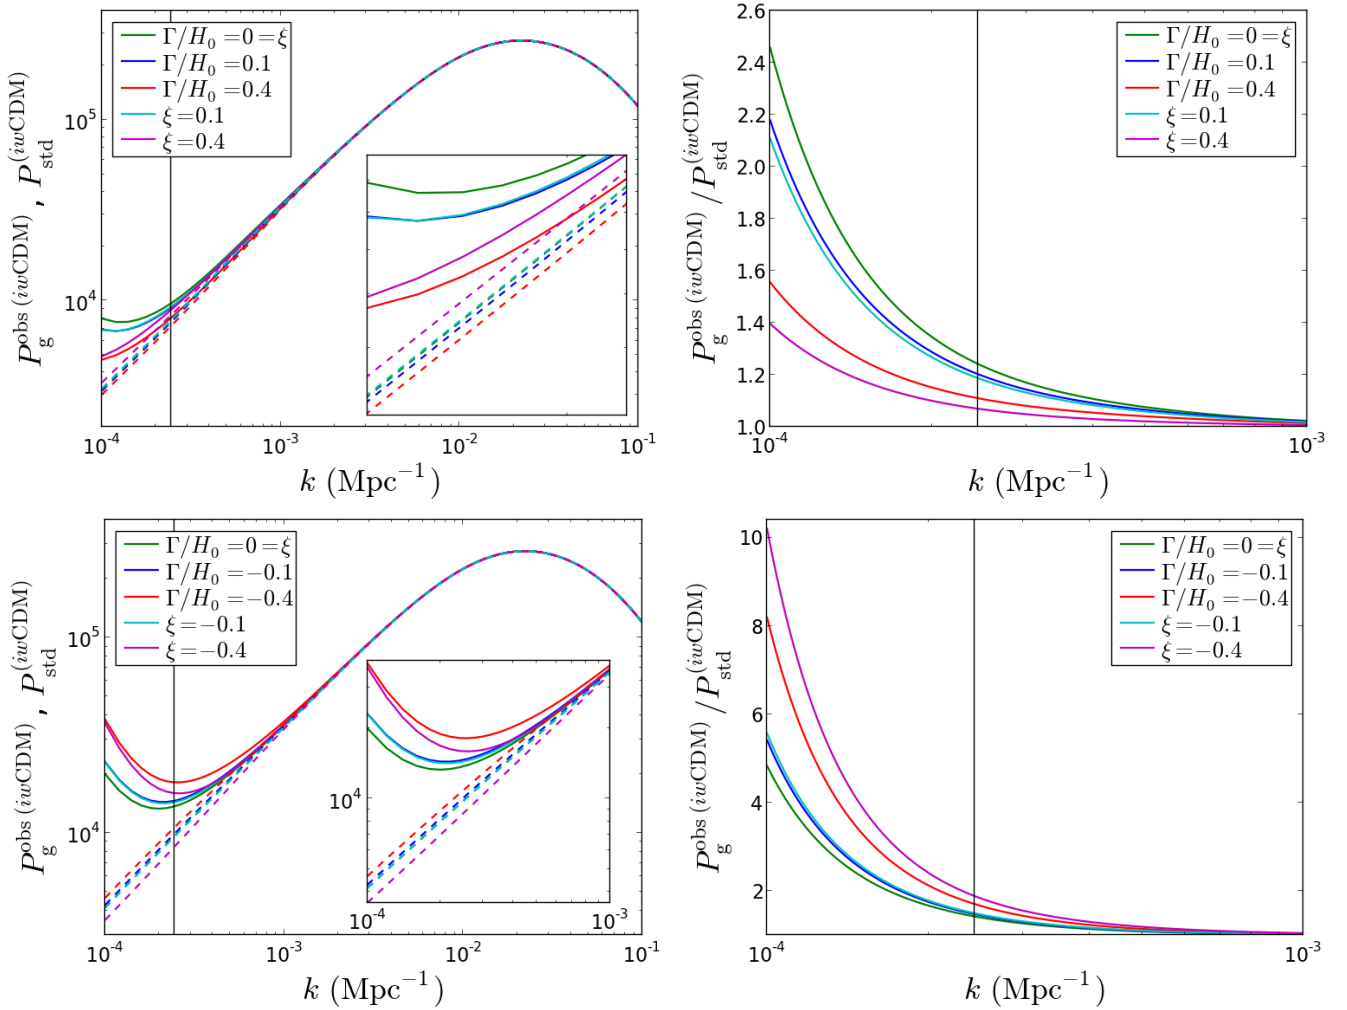 Γ/H₀ = 0 = ξ
Γ/H₀ = 0.1
Γ/H₀ = 0.4
ξ = 0.1
ξ = 0.4
10⁵
10⁴
10⁻⁴ 10⁻³ 10⁻² 10⁻¹
k (Mpc⁻¹)
P_g^obs (iwCDM) , P_std^(iwCDM)
2.6
2.4
2.2
2.0
1.8
1.6
1.4
1.2
1.0
Γ/H₀ = 0 = ξ
Γ/H₀ = 0.1
Γ/H₀ = 0.4
ξ = 0.1
ξ = 0.4
10⁻⁴ 10⁻³
k (Mpc⁻¹)
P_g^obs (iwCDM) / P_std^(iwCDM)
Γ/H₀ = 0 = ξ
Γ/H₀ = −0.1
Γ/H₀ = −0.4
ξ = −0.1
ξ = −0.4
10⁵
10⁴
10⁴
10⁻⁴ 10⁻³
10⁻⁴ 10⁻³ 10⁻² 10⁻¹
k (Mpc⁻¹)
P_g^obs (iwCDM) , P_std^(iwCDM)
10
8
6
4
2
Γ/H₀ = 0 = ξ
Γ/H₀ = −0.1
Γ/H₀ = −0.4
ξ = −0.1
ξ = −0.4
10⁻⁴ 10⁻³
k (Mpc⁻¹)
P_g^obs (iwCDM) / P_std^(iwCDM)